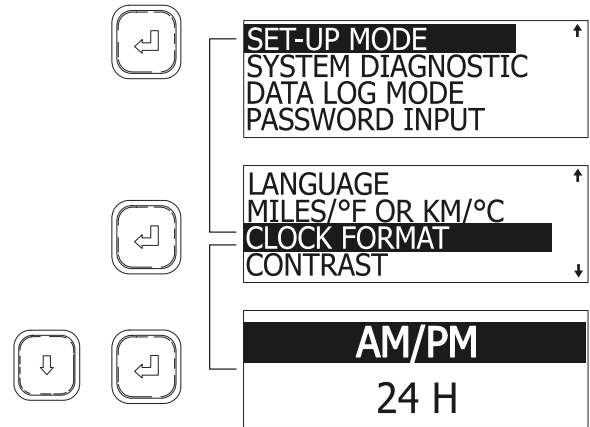 SET-UP MODE
SYSTEM DIAGNOSTIC
DATA LOG MODE
PASSWORD INPUT
LANGUAGE
MILES/°F OR KM/°C
CLOCK FORMAT
CONTRAST
AM/PM
24 H